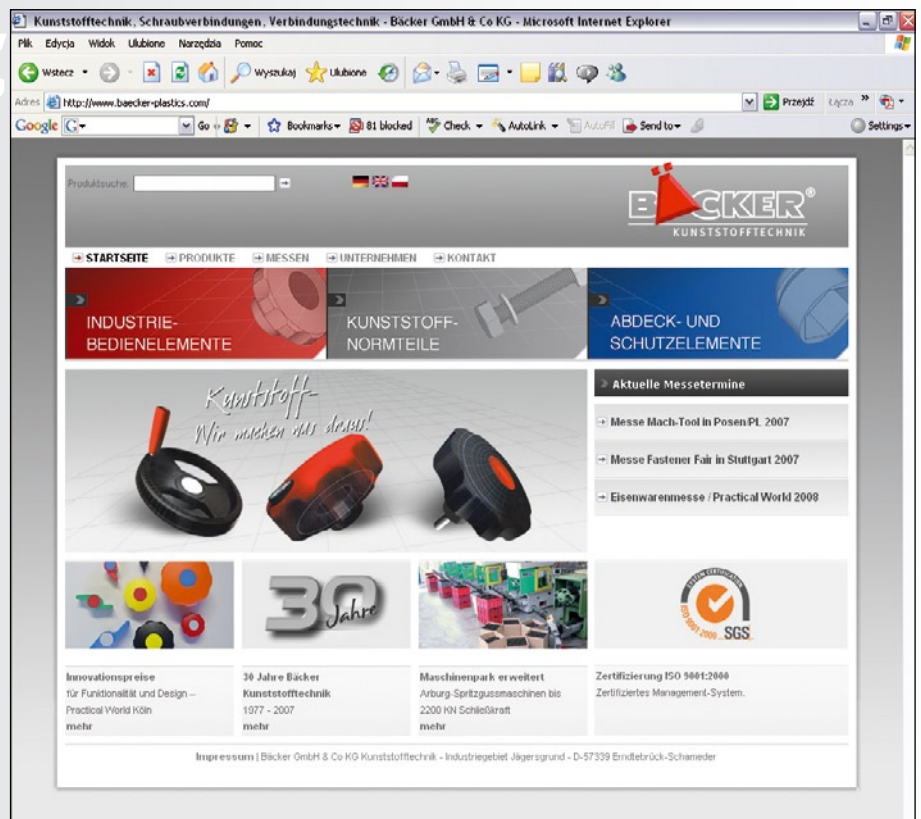 Kunststofftechnik, Schraubverbindungen, Verbindungstechnik - Bäcker GmbH & Co KG - Microsoft Internet Explorer
Plik Edycja Widok Ulubione Narzędzia Pomoc
Wstecz Wyszukaj Ulubione
Adres http://www.baecker-plastics.com/ Przejdź Łącza »
Google G Go Bookmarks 81 blocked Check AutoLink AutoFill Send to Settings
Produktsuche:
BÄCKER®
KUNSTSTOFFTECHNIK
STARTSEITE PRODUKTE MESSEN UNTERNEHMEN KONTAKT
INDUSTRIE-
BEDIENELEMENTE
KUNSTSTOFF-
NORMTEILE
ABDECK- UND
SCHUTZELEMENTE
Kunststoff-
Wir machen was draus!
Aktuelle Messetermine
Messe Mach-Tool in Posen/PL 2007
Messe Fastener Fair in Stuttgart 2007
Eisenwarenmesse / Practical World 2008
30 Jahre
SYSTEM CERTIFICATION
ISO 9001:2000
SGS
Innovationspreise
für Funktionalität und Design –
Practical World Köln
mehr
30 Jahre Bäcker
Kunststofftechnik
1977 - 2007
mehr
Maschinenpark erweitert
Arburg-Spritzgussmaschinen bis
2200 KN Schließkraft
mehr
Zertifizierung ISO 9001:2000
Zertifiziertes Management-System.
Impressum | Bäcker GmbH & Co KG Kunststofftechnik - Industriegebiet Jägersgrund - D-57339 Erndtebrück-Schameder